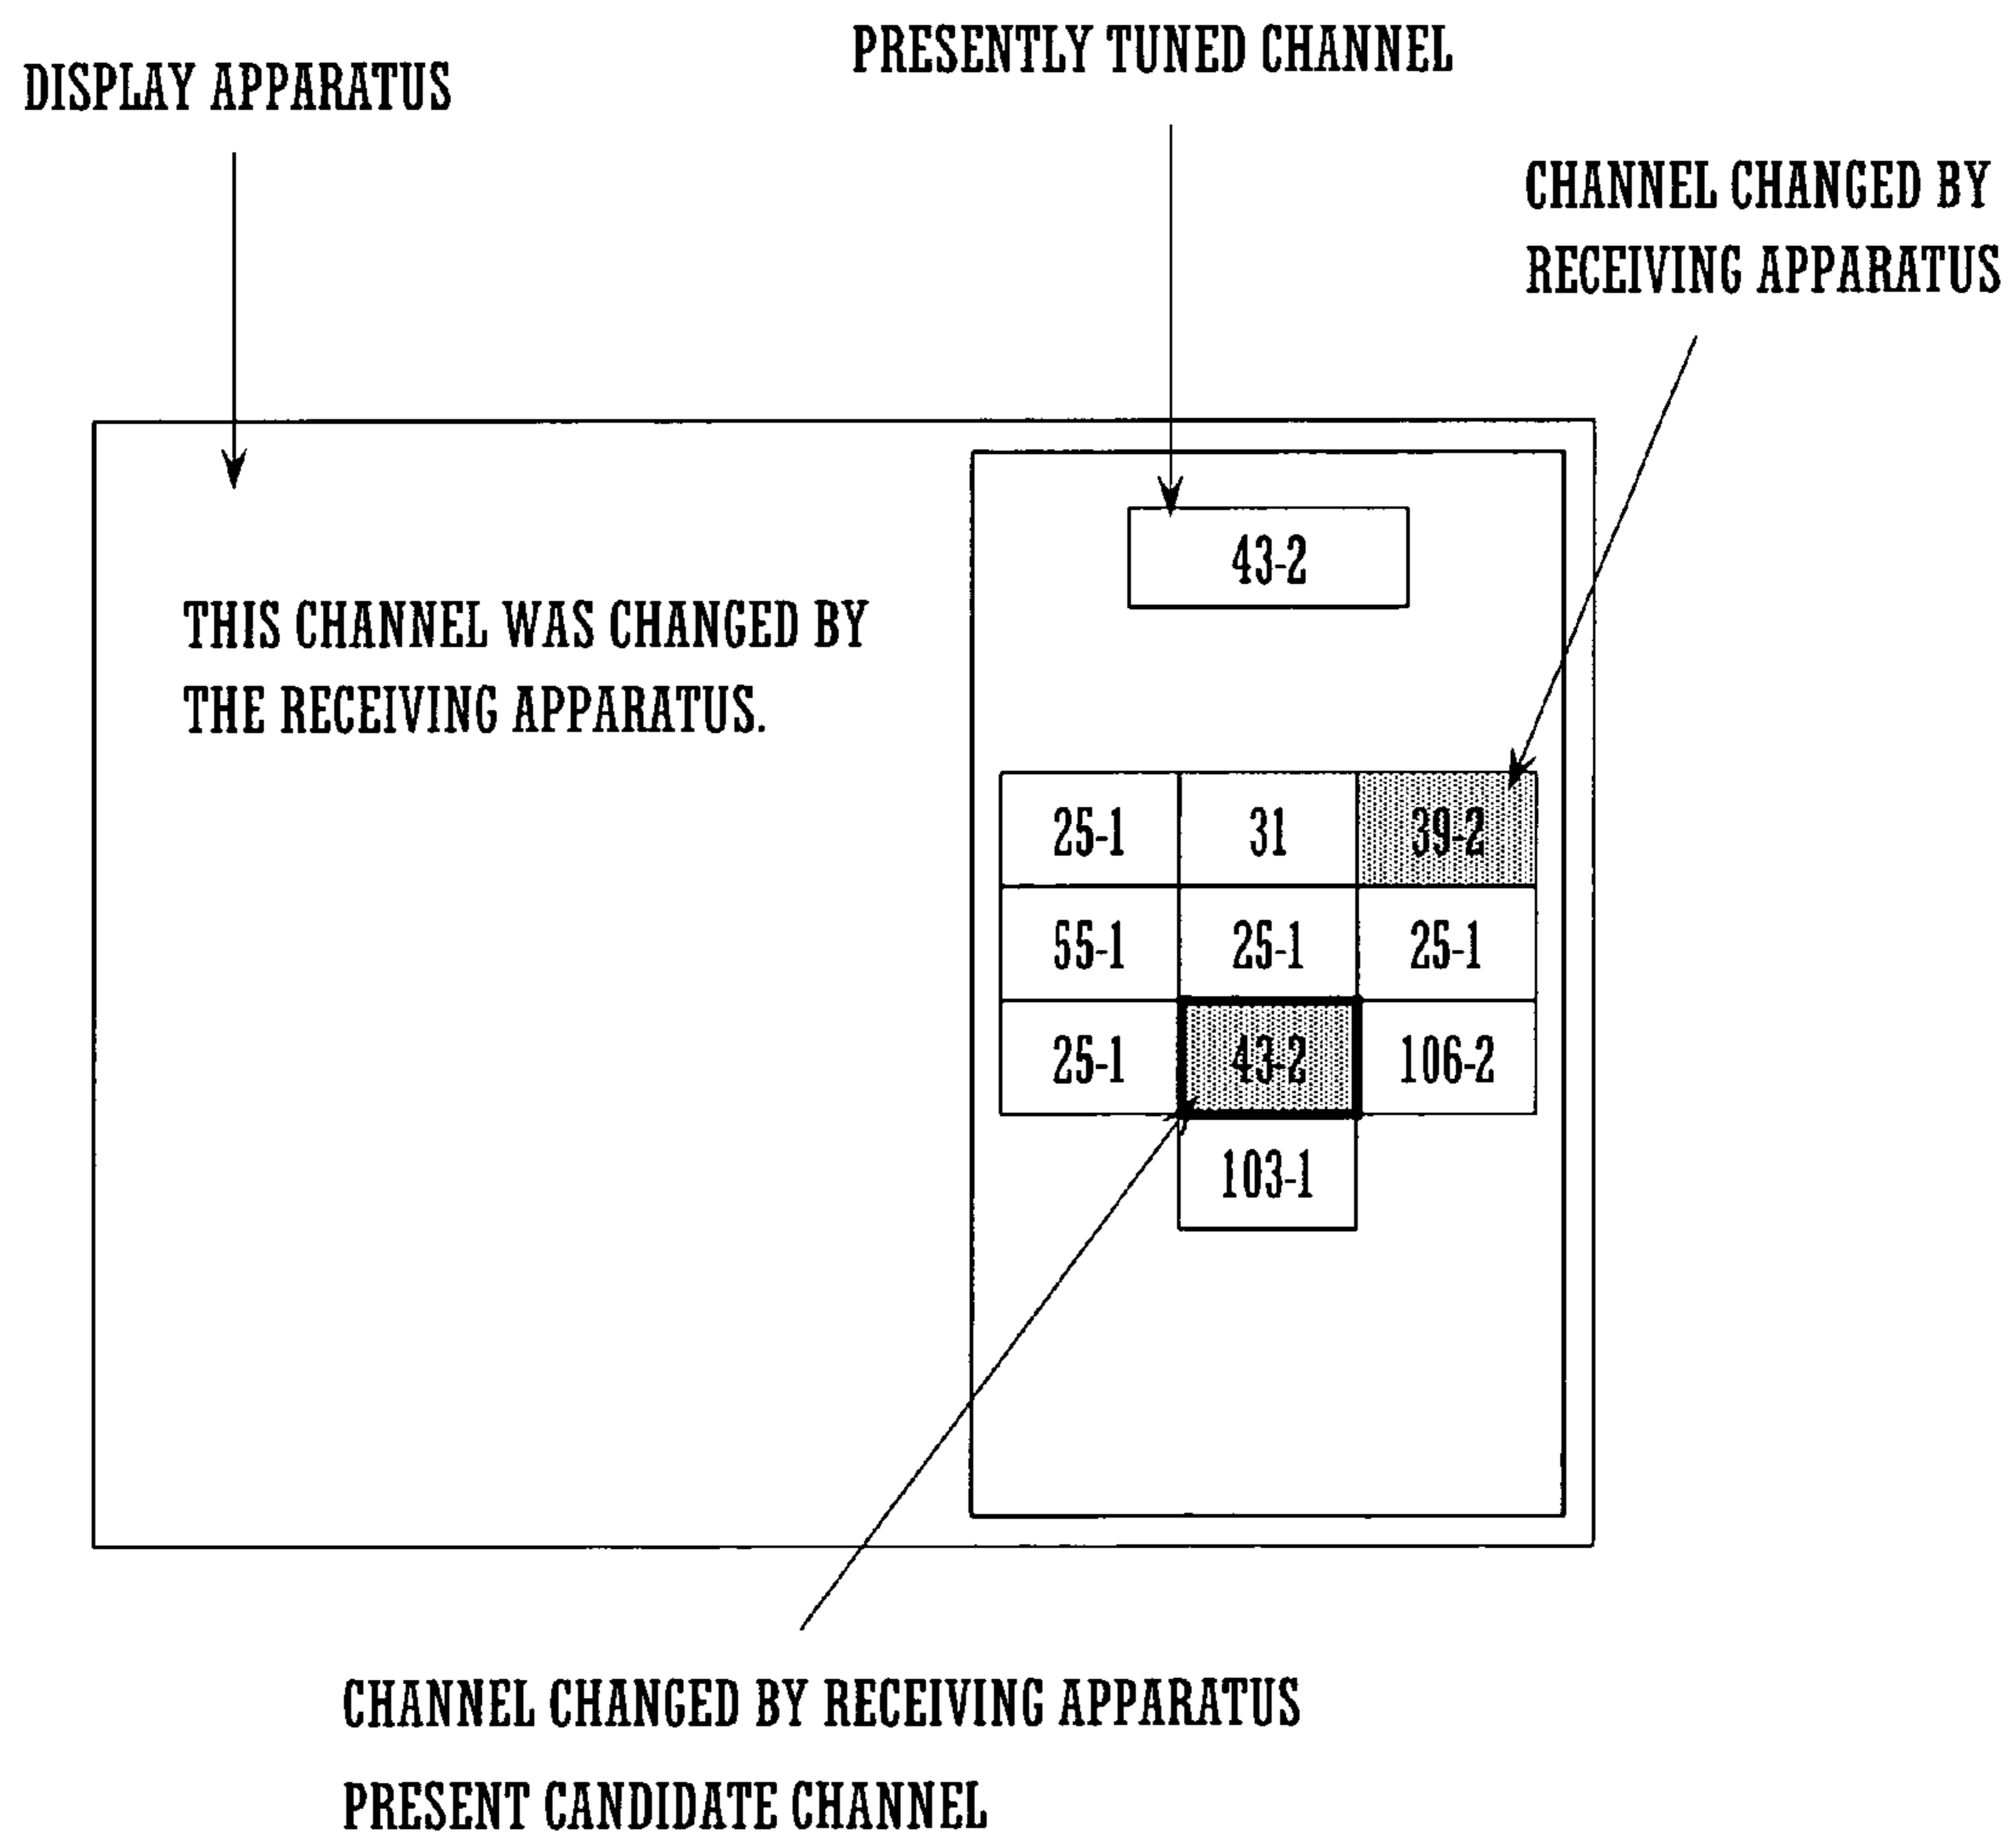 PRESENTLY TUNED CHANNEL
DISPLAY APPARATUS
CHANNEL CHANGED BY
RECEIVING APPARATUS
43-2
THIS CHANNEL WAS CHANGED BY
THE RECEIVING APPARATUS.
25-1 31 39-2
55-1 25-1 25-1
25-1 43-2 106-2
103-1
CHANNEL CHANGED BY RECEIVING APPARATUS
PRESENT CANDIDATE CHANNEL